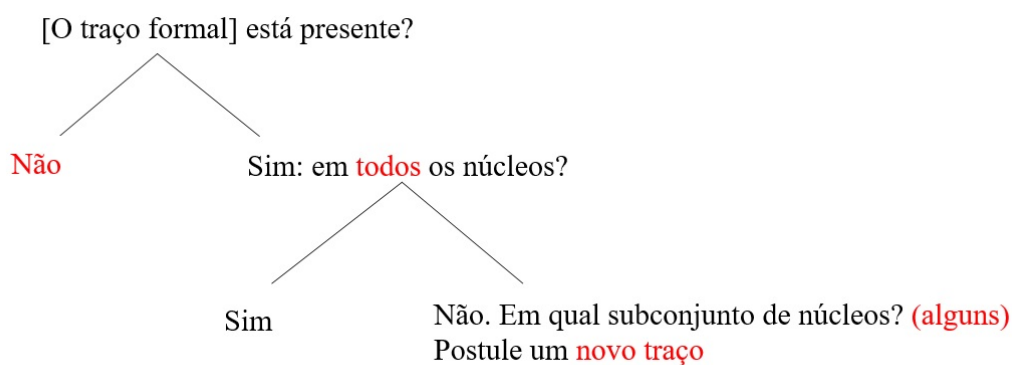 [O traço formal] está presente?
Não
Sim: em todos os núcleos?
Sim
Não. Em qual subconjunto de núcleos? (alguns)
Postule um novo traço